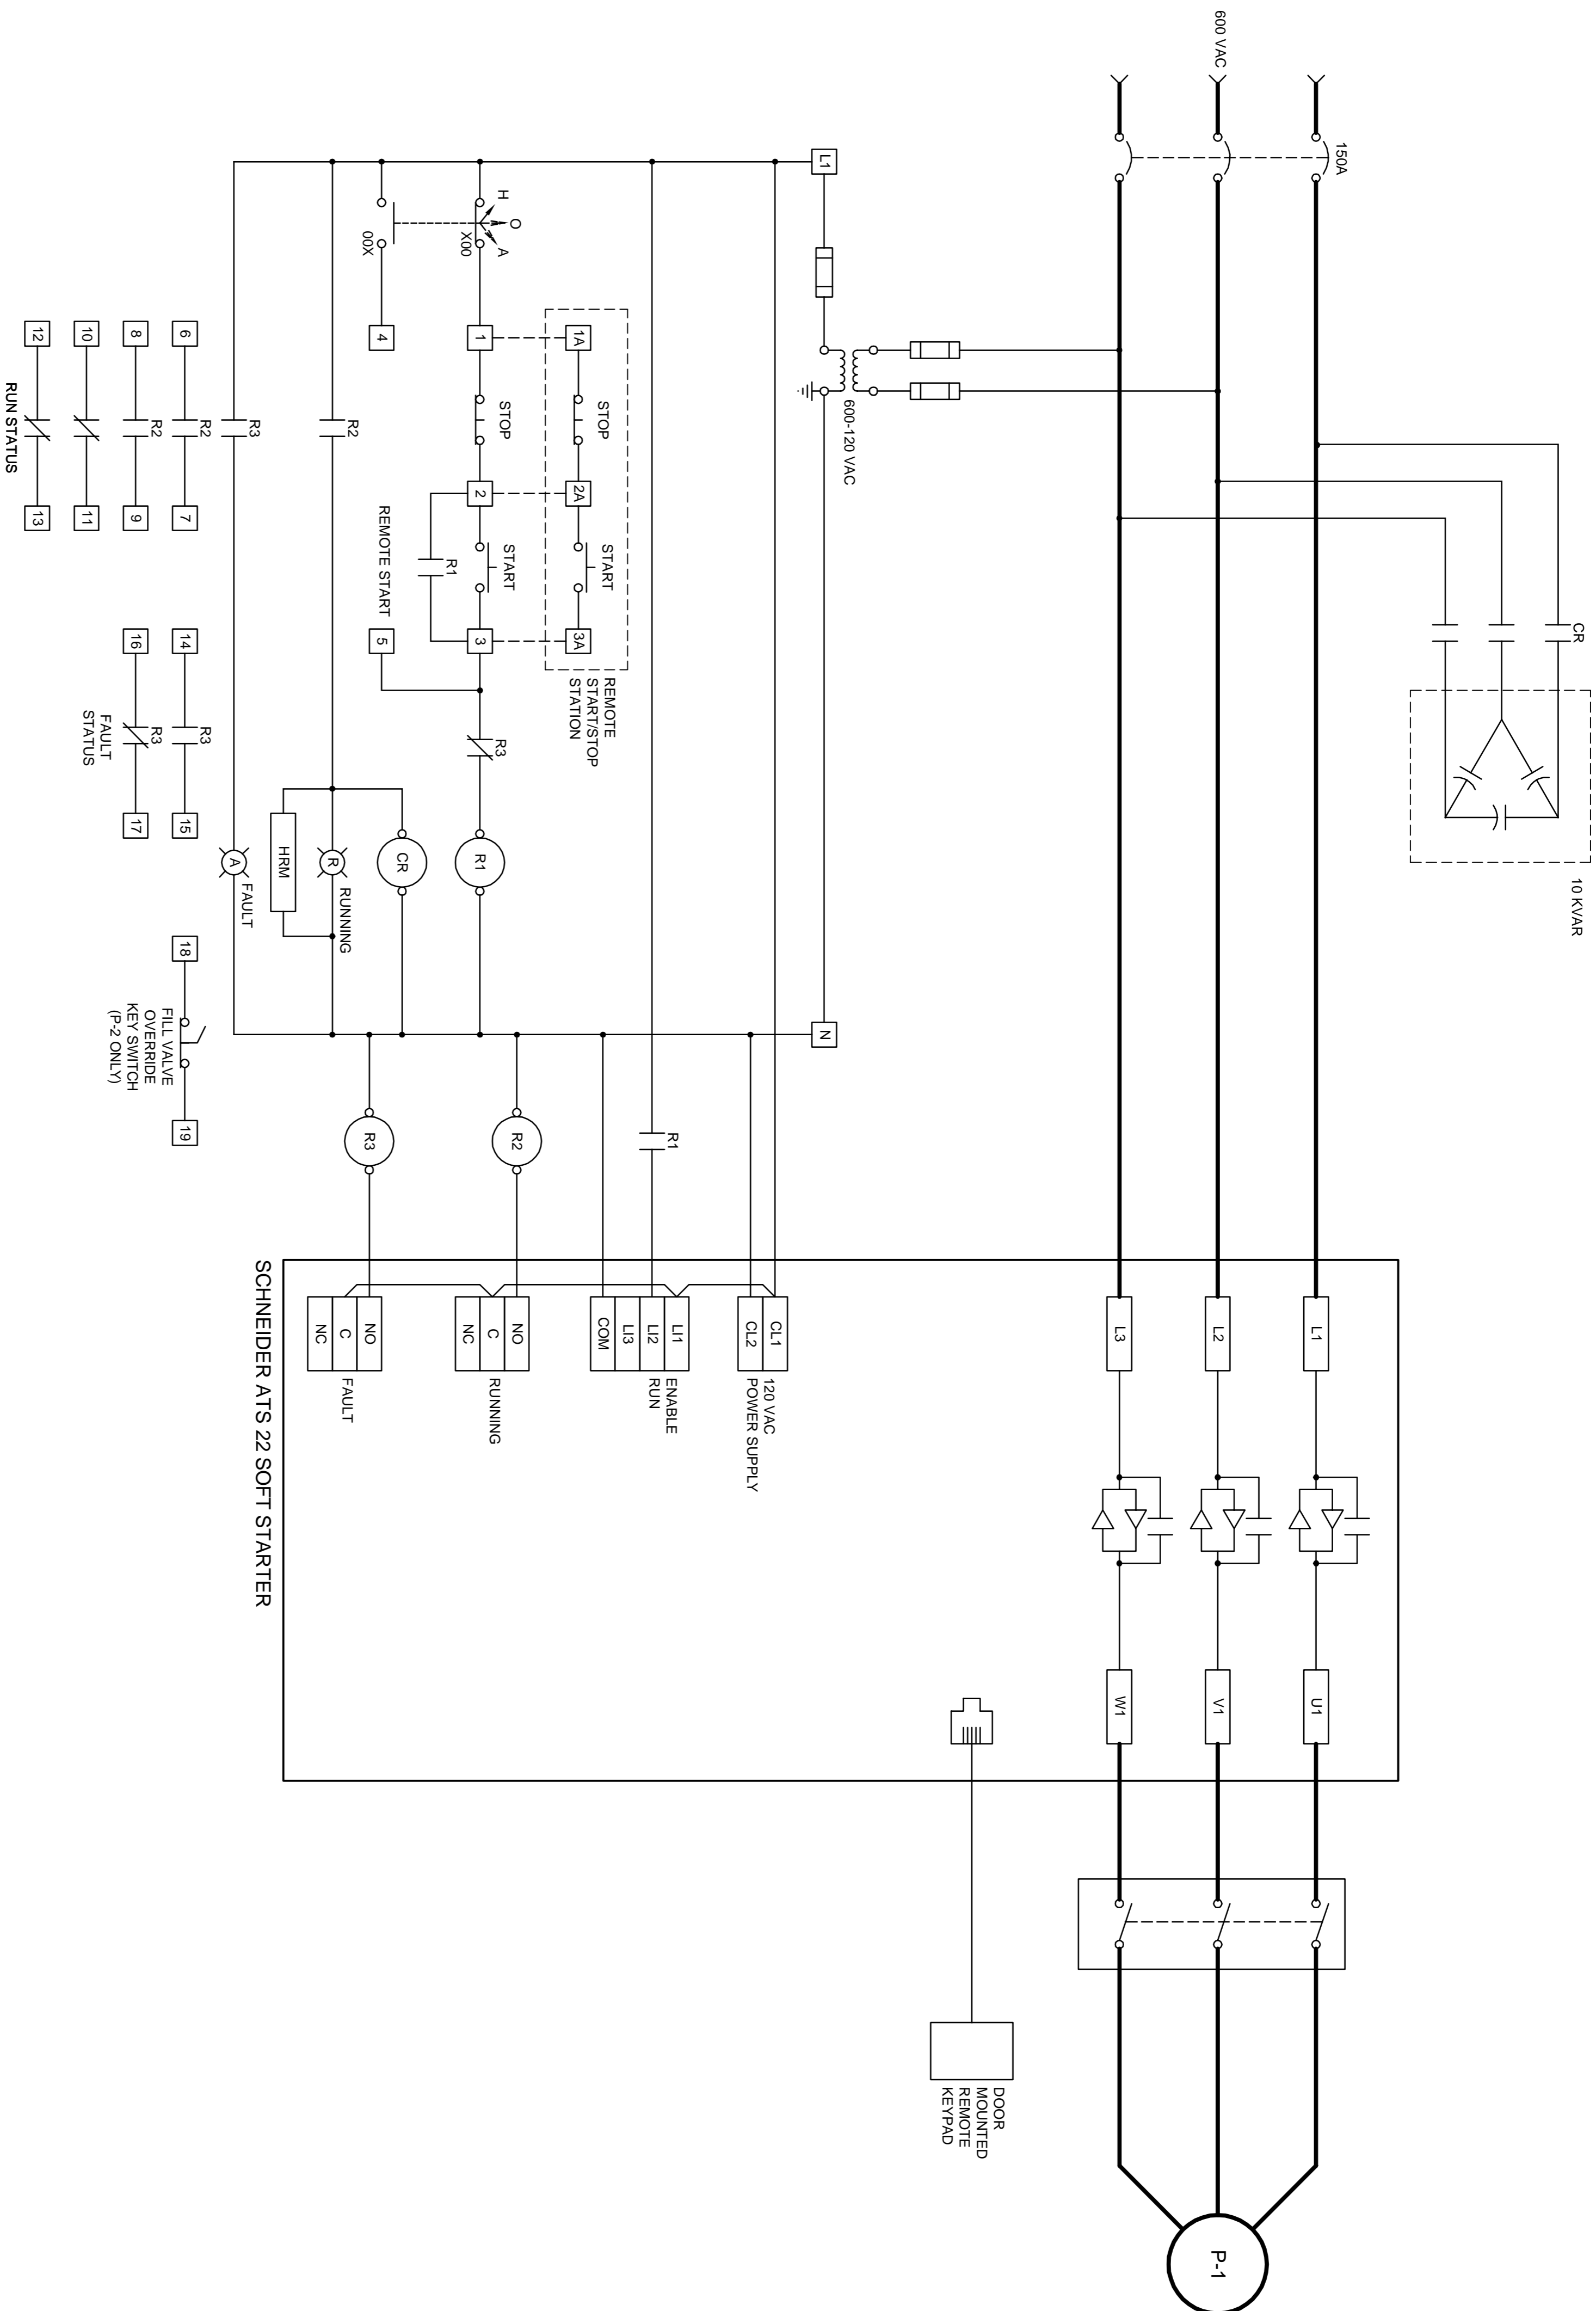 10 KVAR
CR
150A
600 VAC
L1
L2
L3
U1
V1
W1
P-1
600-120 VAC
L1
N
DOOR
MOUNTED
REMOTE
KEYPAD
CL1
CL2
120 VAC
POWER SUPPLY
LI1
LI2
LI3
COM
ENABLE
RUN
R1
NO
C
NC
RUNNING
R2
NO
C
NC
FAULT
R3
SCHNEIDER ATS 22 SOFT STARTER
1A
STOP
2A
START
3A
REMOTE
START/STOP
STATION
H
O
A
X00
1
STOP
2
START
3
R3
R1
R1
00X
4
REMOTE START
5
CR
R2
R
RUNNING
HRM
R3
A
FAULT
6
R2
7
8
R2
9
10
11
12
13
RUN STATUS
14
R3
15
16
R3
17
FAULT
STATUS
18
19
FILL VALVE
OVERRIDE
KEY SWITCH
(P-2 ONLY)